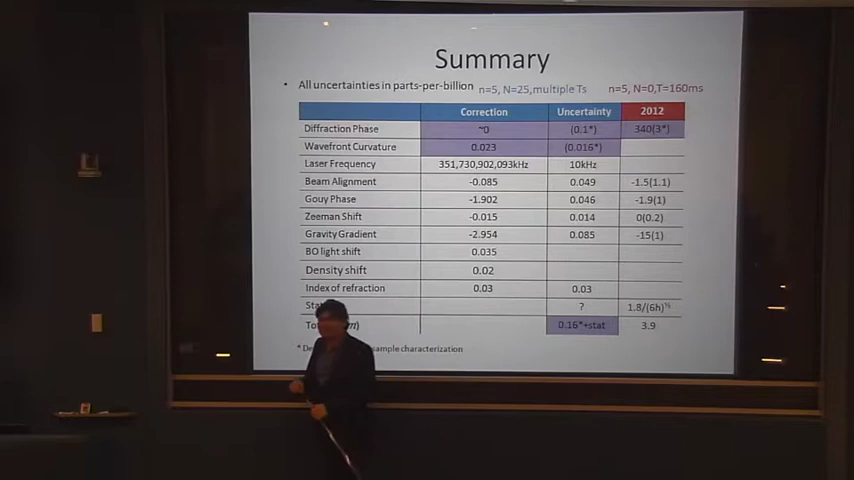 Summary
• All uncertainties in parts-per-billion n=5, N=25,multiple Ts n=5, N=0,T=160ms
Correction Uncertainty 2012
Diffraction Phase ~0 (0.1*) 340(3*)
Wavefront Curvature 0.023 (0.016*)
Laser Frequency 351,730,902,093kHz 10kHz
Beam Alignment -0.085 0.049 -1.5(1.1)
Gouy Phase -1.902 0.046 -1.9(1)
Zeeman Shift -0.015 0.014 0(0.2)
Gravity Gradient -2.954 0.085 -15(1)
BO light shift 0.035
Density shift 0.02
Index of refraction 0.03 0.03
? 1.8/(6h)^½
0.16*+stat 3.9
sample characterization